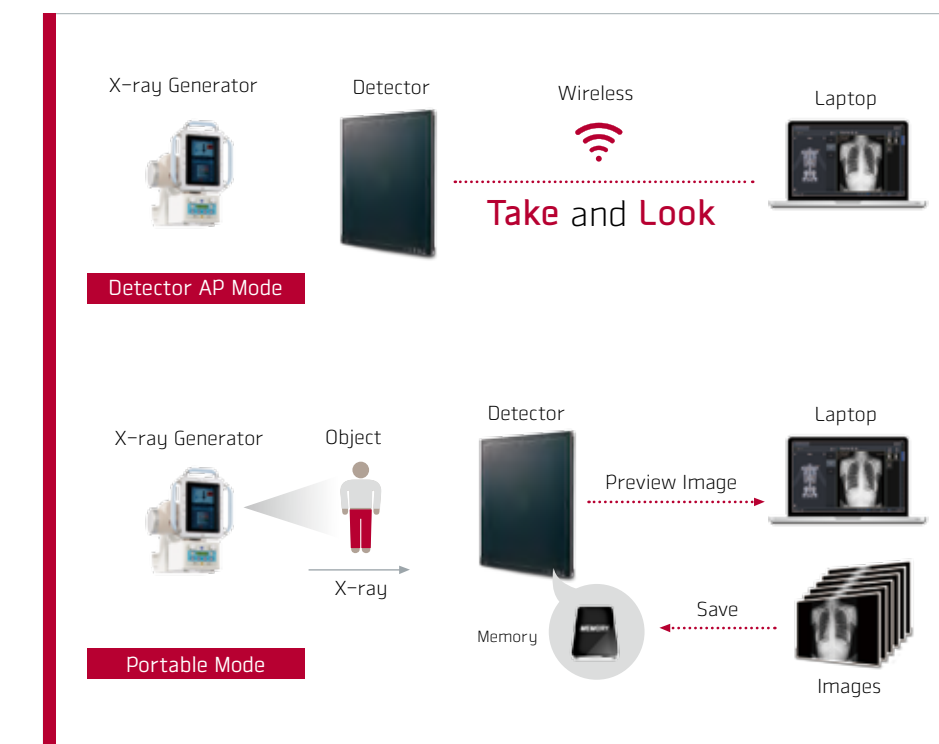 X-ray Generator
Detector
Wireless
Laptop
Take and Look
Detector AP Mode
X-ray Generator
Object
Detector
Laptop
Preview Image
X-ray
Memory
MEMORY
Save
Images
Portable Mode